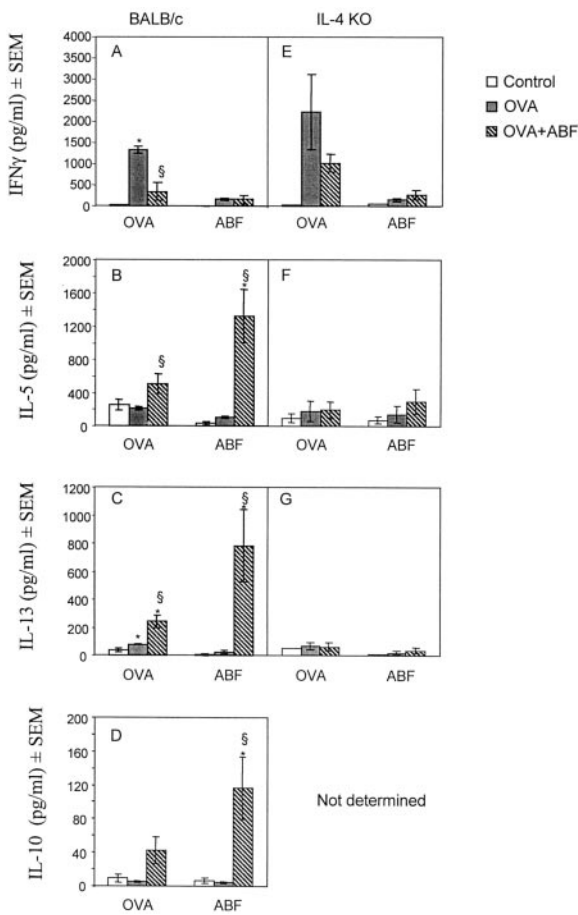 BALB/c IL-4 KO
IFNγ (pg/ml) ± SEM
4000
3500
3000
2500
2000
1500
1000
500
0
A
*
§
OVA ABF
E
OVA ABF
Control
OVA
OVA+ABF
IL-5 (pg/ml) ± SEM
2000
1600
1200
800
400
0
B
§
§
*
OVA ABF
F
OVA ABF
IL-13 (pg/ml) ± SEM
1200
1000
800
600
400
200
0
C
*
§
*
§
*
OVA ABF
G
OVA ABF
IL-10 (pg/ml) ± SEM
200
160
120
80
40
0
D
§
*
OVA ABF
Not determined